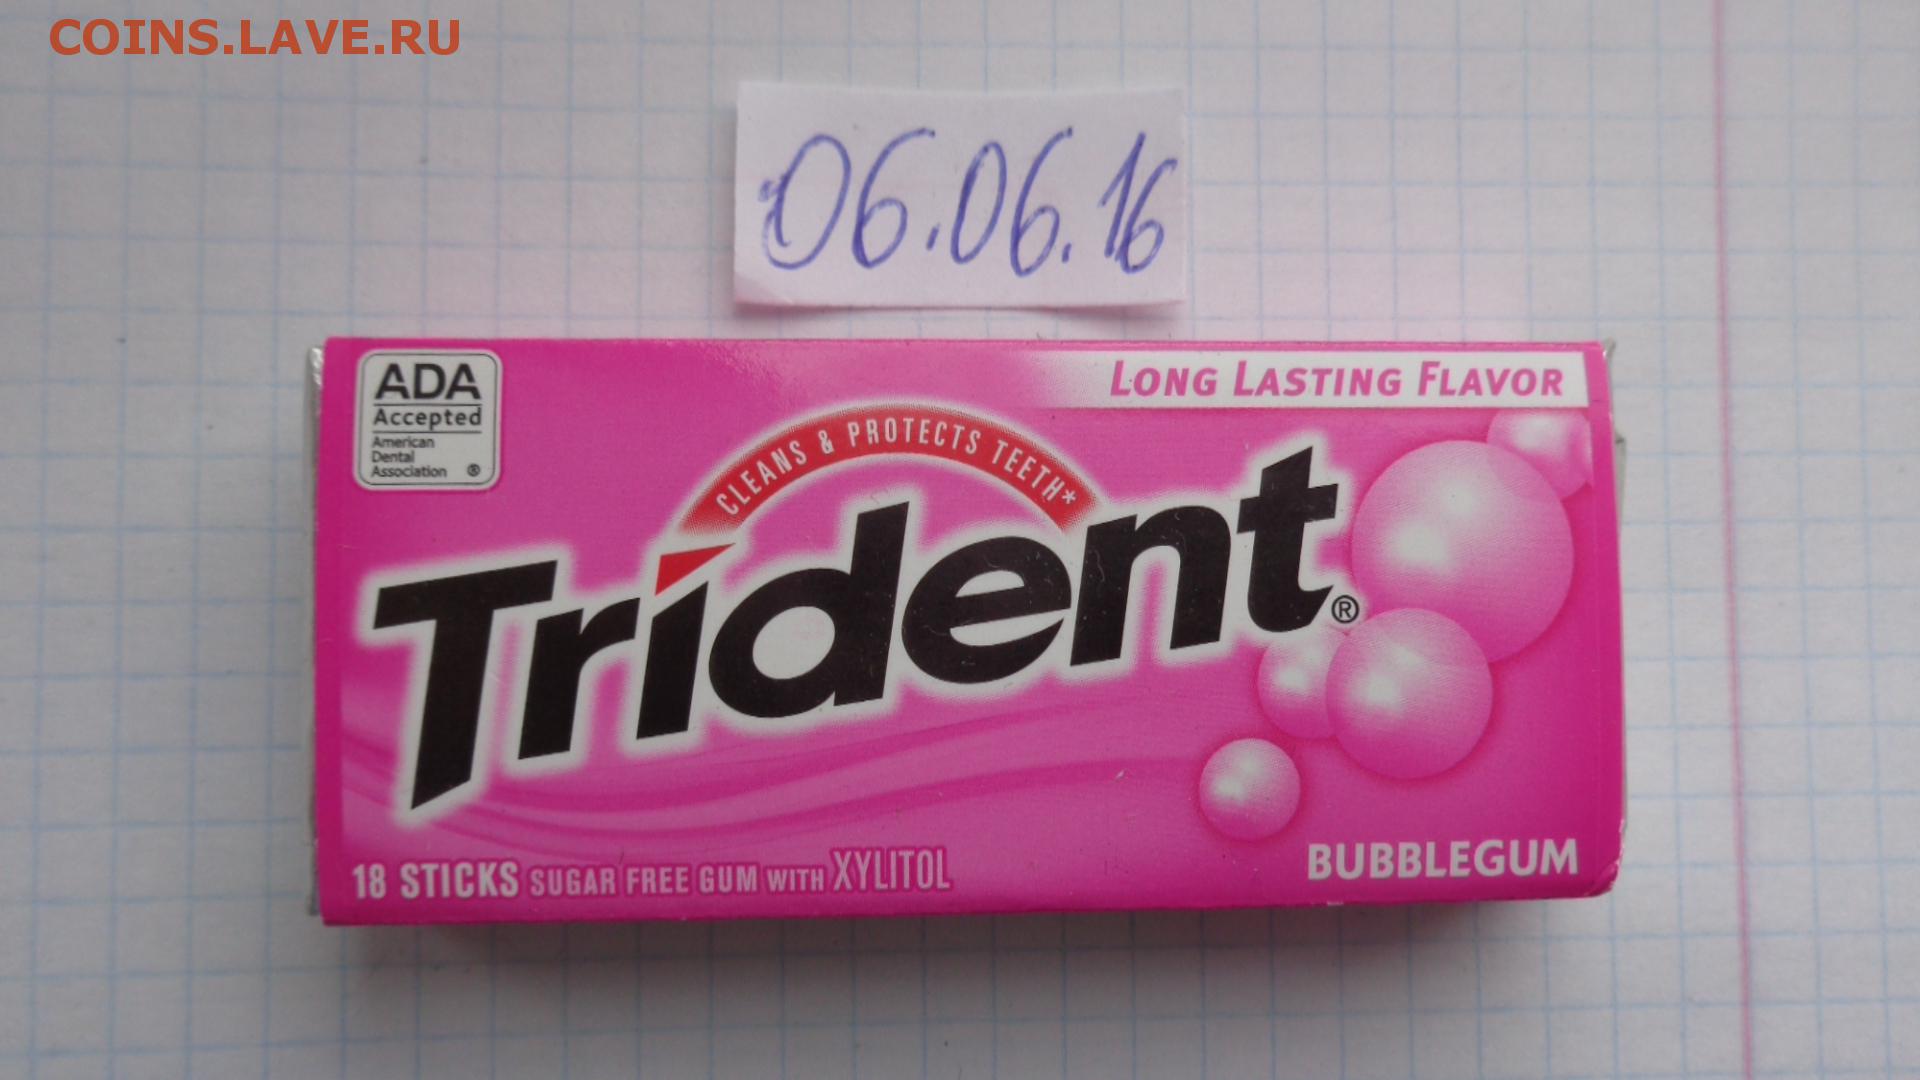 COINS.LAVE.RU
06.06.16
ADA
Accepted
American
Dental
Association ®
LONG LASTING FLAVOR
CLEANS & PROTECTS TEETH*
Trident®
18 STICKS SUGAR FREE GUM WITH XYLITOL
BUBBLEGUM